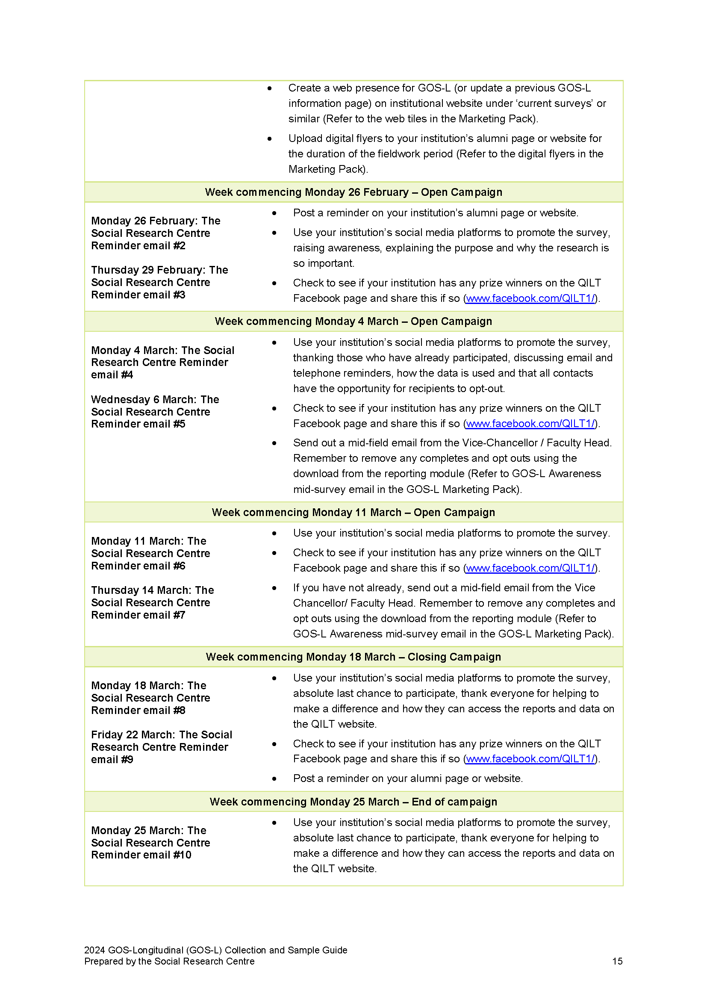 • Create a web presence for GOS-L (or update a previous GOS-L
information page) on institutional website under ‘current surveys’ or
similar (Refer to the web tiles in the Marketing Pack).
• Upload digital flyers to your institution’s alumni page or website for
the duration of the fieldwork period (Refer to the digital flyers in the
Marketing Pack).
Week commencing Monday 26 February – Open Campaign
Monday 26 February: The
Social Research Centre
Reminder email #2
Thursday 29 February: The
Social Research Centre
Reminder email #3
• Post a reminder on your institution’s alumni page or website.
• Use your institution’s social media platforms to promote the survey,
raising awareness, explaining the purpose and why the research is
so important.
• Check to see if your institution has any prize winners on the QILT
Facebook page and share this if so (www.facebook.com/QILT1/).
Week commencing Monday 4 March – Open Campaign
Monday 4 March: The Social
Research Centre Reminder
email #4
Wednesday 6 March: The
Social Research Centre
Reminder email #5
• Use your institution’s social media platforms to promote the survey,
thanking those who have already participated, discussing email and
telephone reminders, how the data is used and that all contacts
have the opportunity for recipients to opt-out.
• Check to see if your institution has any prize winners on the QILT
Facebook page and share this if so (www.facebook.com/QILT1/).
• Send out a mid-field email from the Vice-Chancellor / Faculty Head.
Remember to remove any completes and opt outs using the
download from the reporting module (Refer to GOS-L Awareness
mid-survey email in the GOS-L Marketing Pack).
Week commencing Monday 11 March – Open Campaign
Monday 11 March: The
Social Research Centre
Reminder email #6
Thursday 14 March: The
Social Research Centre
Reminder email #7
• Use your institution’s social media platforms to promote the survey.
• Check to see if your institution has any prize winners on the QILT
Facebook page and share this if so (www.facebook.com/QILT1/).
• If you have not already, send out a mid-field email from the Vice
Chancellor/ Faculty Head. Remember to remove any completes and
opt outs using the download from the reporting module (Refer to
GOS-L Awareness mid-survey email in the GOS-L Marketing Pack).
Week commencing Monday 18 March – Closing Campaign
Monday 18 March: The
Social Research Centre
Reminder email #8
Friday 22 March: The Social
Research Centre Reminder
email #9
• Use your institution’s social media platforms to promote the survey,
absolute last chance to participate, thank everyone for helping to
make a difference and how they can access the reports and data on
the QILT website.
• Check to see if your institution has any prize winners on the QILT
Facebook page and share this if so (www.facebook.com/QILT1/).
• Post a reminder on your alumni page or website.
Week commencing Monday 25 March – End of campaign
Monday 25 March: The
Social Research Centre
Reminder email #10
• Use your institution’s social media platforms to promote the survey,
absolute last chance to participate, thank everyone for helping to
make a difference and how they can access the reports and data on
the QILT website.
2024 GOS-Longitudinal (GOS-L) Collection and Sample Guide
Prepared by the Social Research Centre 15